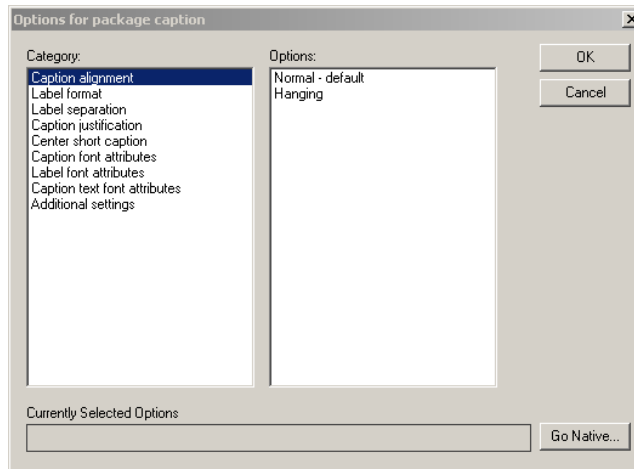 Options for package caption
Category:
Options:
OK
Caption alignment
Label format
Label separation
Caption justification
Center short caption
Caption font attributes
Label font attributes
Caption text font attributes
Additional settings
Normal - default
Hanging
Cancel
Currently Selected Options
Go Native...